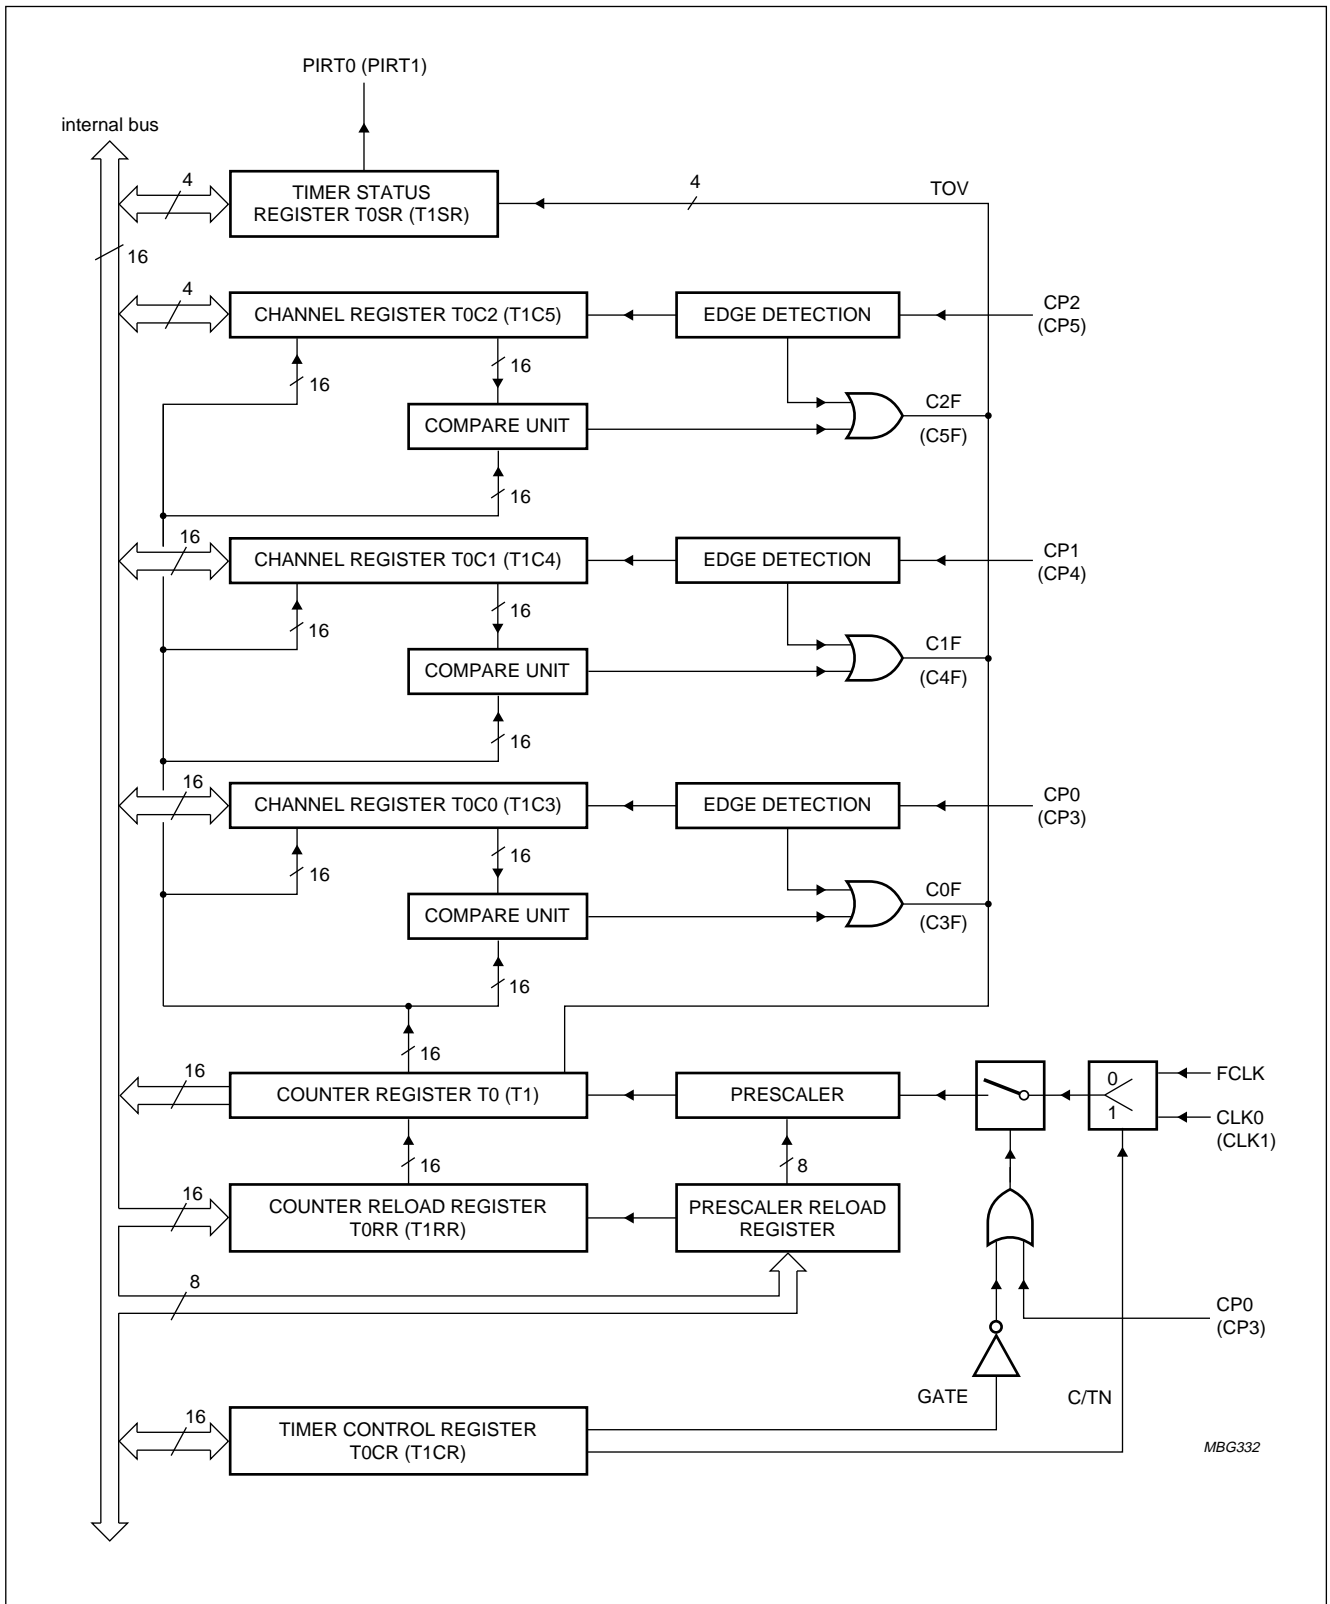 PIRT0 (PIRT1)
internal bus
4
TIMER STATUS
REGISTER T0SR (T1SR)
4
TOV
16
4
CHANNEL REGISTER T0C2 (T1C5)
EDGE DETECTION
CP2
(CP5)
16
16
COMPARE UNIT
C2F
(C5F)
16
16
CHANNEL REGISTER T0C1 (T1C4)
EDGE DETECTION
CP1
(CP4)
16
16
COMPARE UNIT
C1F
(C4F)
16
16
CHANNEL REGISTER T0C0 (T1C3)
EDGE DETECTION
CP0
(CP3)
16
16
COMPARE UNIT
C0F
(C3F)
16
16
16
COUNTER REGISTER T0 (T1)
PRESCALER
0
1
FCLK
CLK0
(CLK1)
16
8
16
COUNTER RELOAD REGISTER
T0RR (T1RR)
PRESCALER RELOAD
REGISTER
8
CP0
(CP3)
GATE
C/TN
16
TIMER CONTROL REGISTER
T0CR (T1CR)
MBG332